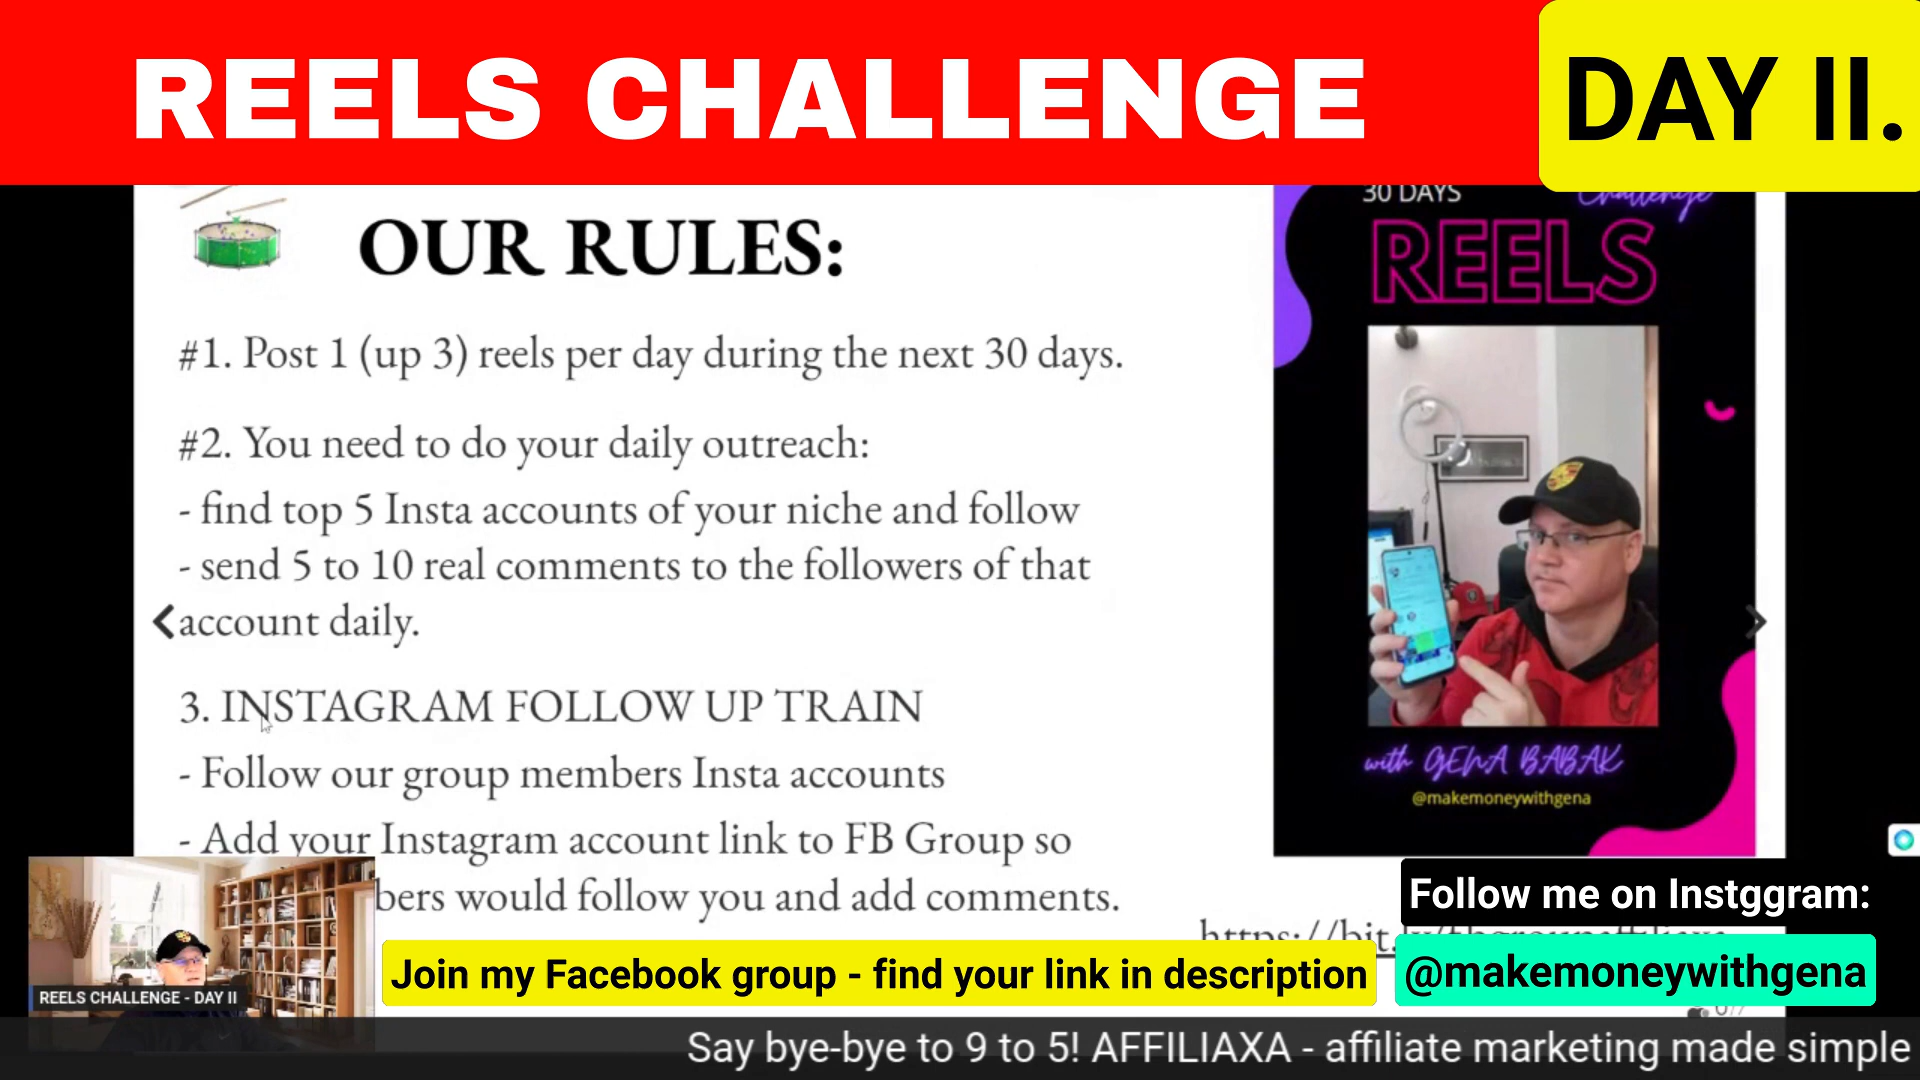 REELS CHALLENGE
DAY II.
OUR RULES:
#1. Post 1 (up 3) reels per day during the next 30 days.
#2. You need to do your daily outreach:
- find top 5 Insta accounts of your niche and follow
- send 5 to 10 real comments to the followers of that
account daily.
3. INSTAGRAM FOLLOW UP TRAIN
- Follow our group members Insta accounts
- Add your Instagram account link to FB Group so
bers would follow you and add comments.
30 DAYS
Challenge
REELS
with GENA BABAK
@makemoneywithgena
Follow me on Instggram:
https://bit.
@makemoneywithgena
Join my Facebook group - find your link in description
REELS CHALLENGE - DAY II
Say bye-bye to 9 to 5! AFFILIAXA - affiliate marketing made simple